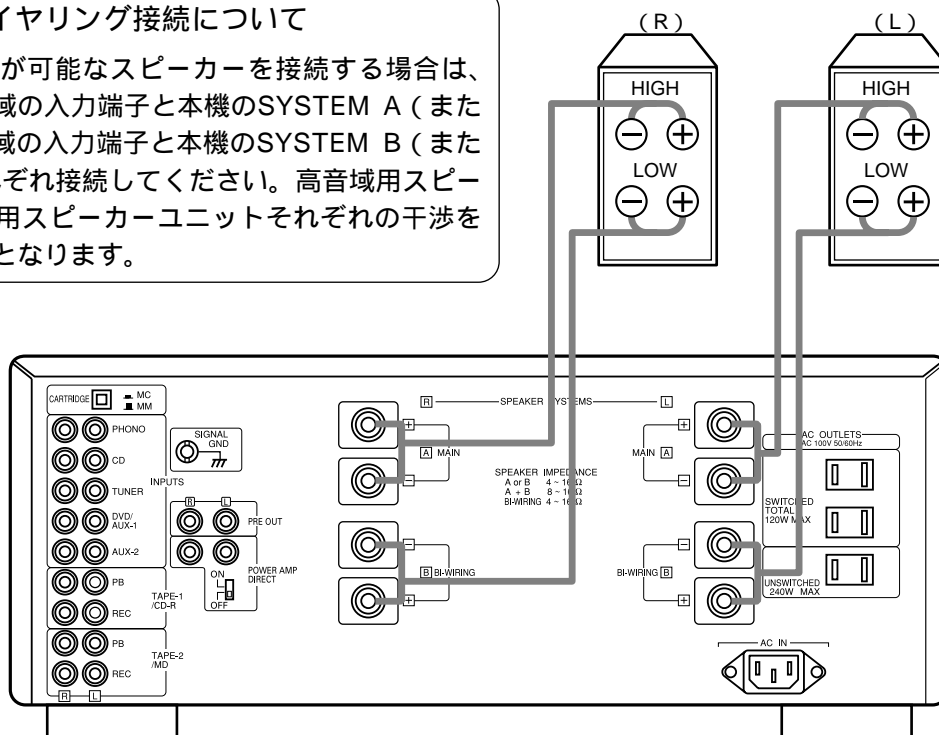 イヤリング接続について
が可能なスピーカーを接続する場合は、
域の入力端子と本機のSYSTEM A（また
域の入力端子と本機のSYSTEM B（また
ぞれ接続してください。高音域用スピー
用スピーカーユニットそれぞれの干渉を
となります。
(R)
(L)
HIGH
HIGH
− +
− +
LOW
LOW
− +
− +
CARTRIDGE
MC
MM
PHONO
CD
TUNER
DVD/
AUX-1
AUX-2
INPUTS
PB
REC
TAPE-1
/CD-R
PB
REC
TAPE-2
/MD
R L
SIGNAL
GND
R L
PRE OUT
POWER AMP
DIRECT
ON
OFF
R SPEAKER SYSTEMS L
+
A MAIN
−
−
B BI-WIRING
+
SPEAKER IMPEDANCE
A or B 4 ~ 16 Ω
A + B 8 ~ 16 Ω
BI-WIRING 4 ~ 16 Ω
+
MAIN A
−
−
BI-WIRING B
+
AC OUTLETS
AC 100V 50/60Hz
SWITCHED
TOTAL
120W MAX
UNSWITCHED
240W MAX
AC IN